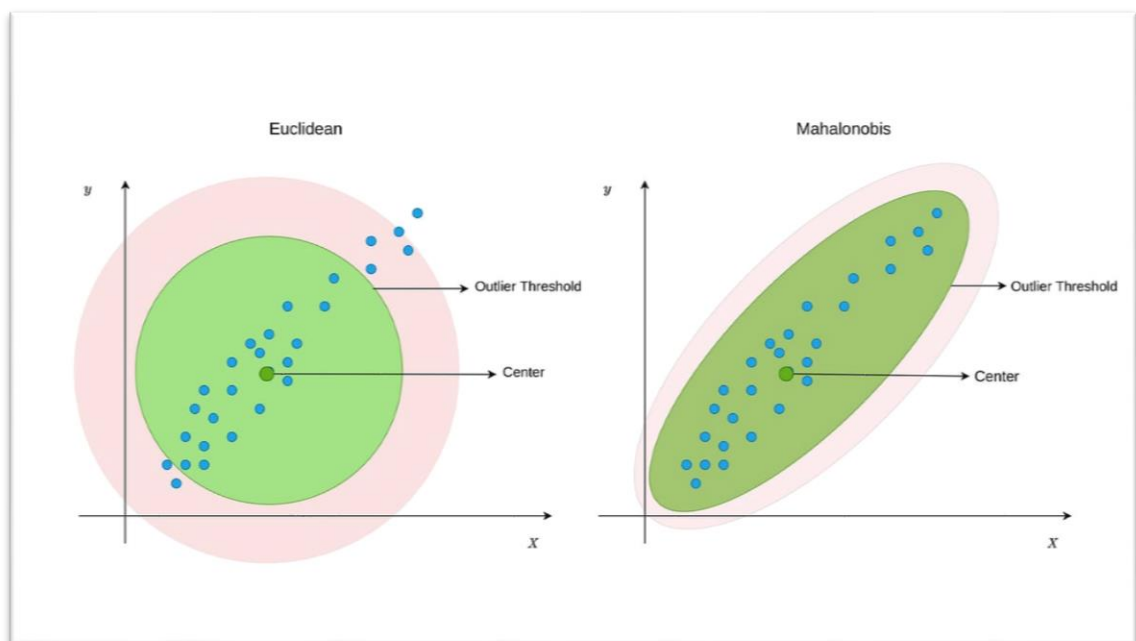 Euclidean
y
Outlier Threshold
Center
X
Mahalonobis
y
Outlier Threshold
Center
X